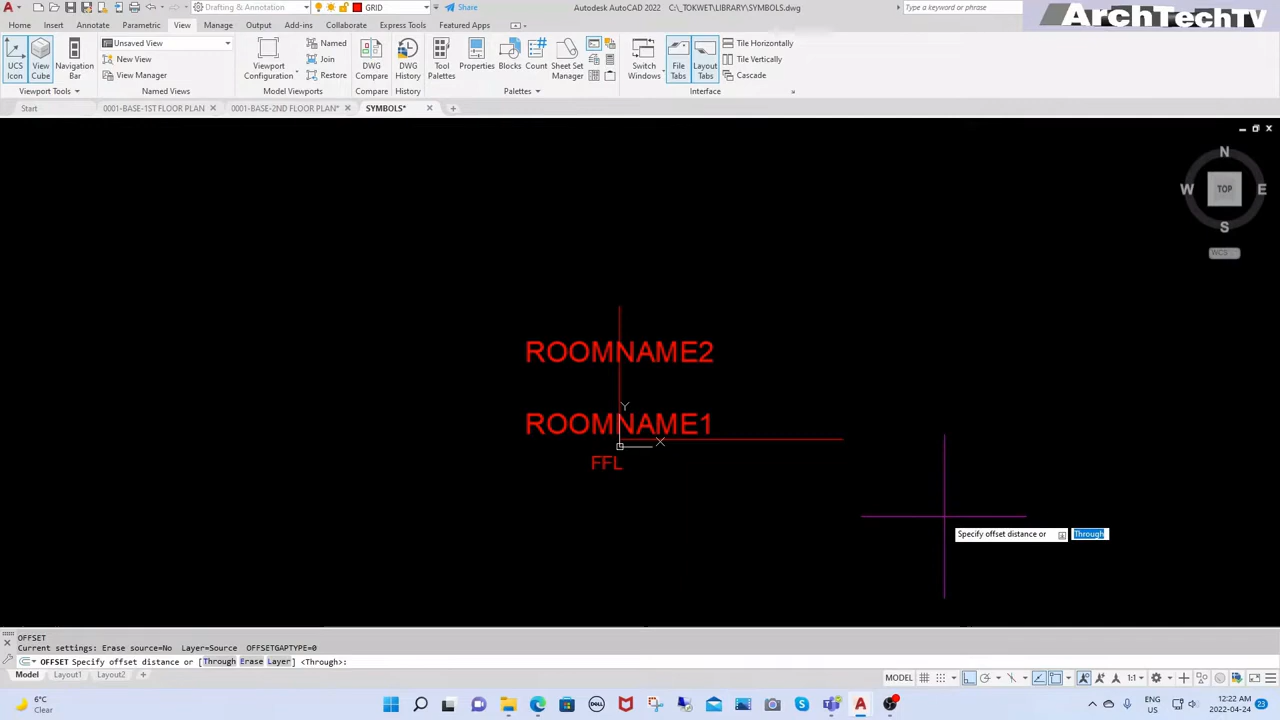 Drafting & Annotation
GRID
Share
Autodesk AutoCAD 2022 C:\_TOKWET\LIBRARY\SYMBOLS.dwg
Type a keyword or phrase
ArchTechTv
Home Insert Annotate Parametric View Manage Output Add-ins Collaborate Express Tools Featured Apps
UCS Icon
View Cube
Navigation Bar
Viewport Tools
Unsaved View
New View
View Manager
Named Views
Viewport Configuration
Named
Join
Restore
Model Viewports
DWG Compare
Compare
DWG History
History
Tool Palettes
Properties
Blocks
Count
Sheet Set Manager
Palettes
Switch Windows
File Tabs
Layout Tabs
Tile Horizontally
Tile Vertically
Cascade
Interface
Start 0001-BASE-1ST FLOOR PLAN 0001-BASE-2ND FLOOR PLAN* SYMBOLS*
N
W TOP E
S
WCS
ROOMNAME2
Y
ROOMNAME1
X
FFL
Specify offset distance or Through
OFFSET
Current settings: Erase source=No Layer=Source OFFSETGAPTYPE=0
OFFSET Specify offset distance or [Through Erase Layer] <Through>:
Model Layout1 Layout2
MODEL 1:1
6°C
Cloudy
DELL
ENG
US
12:22 AM
2022-04-24
23